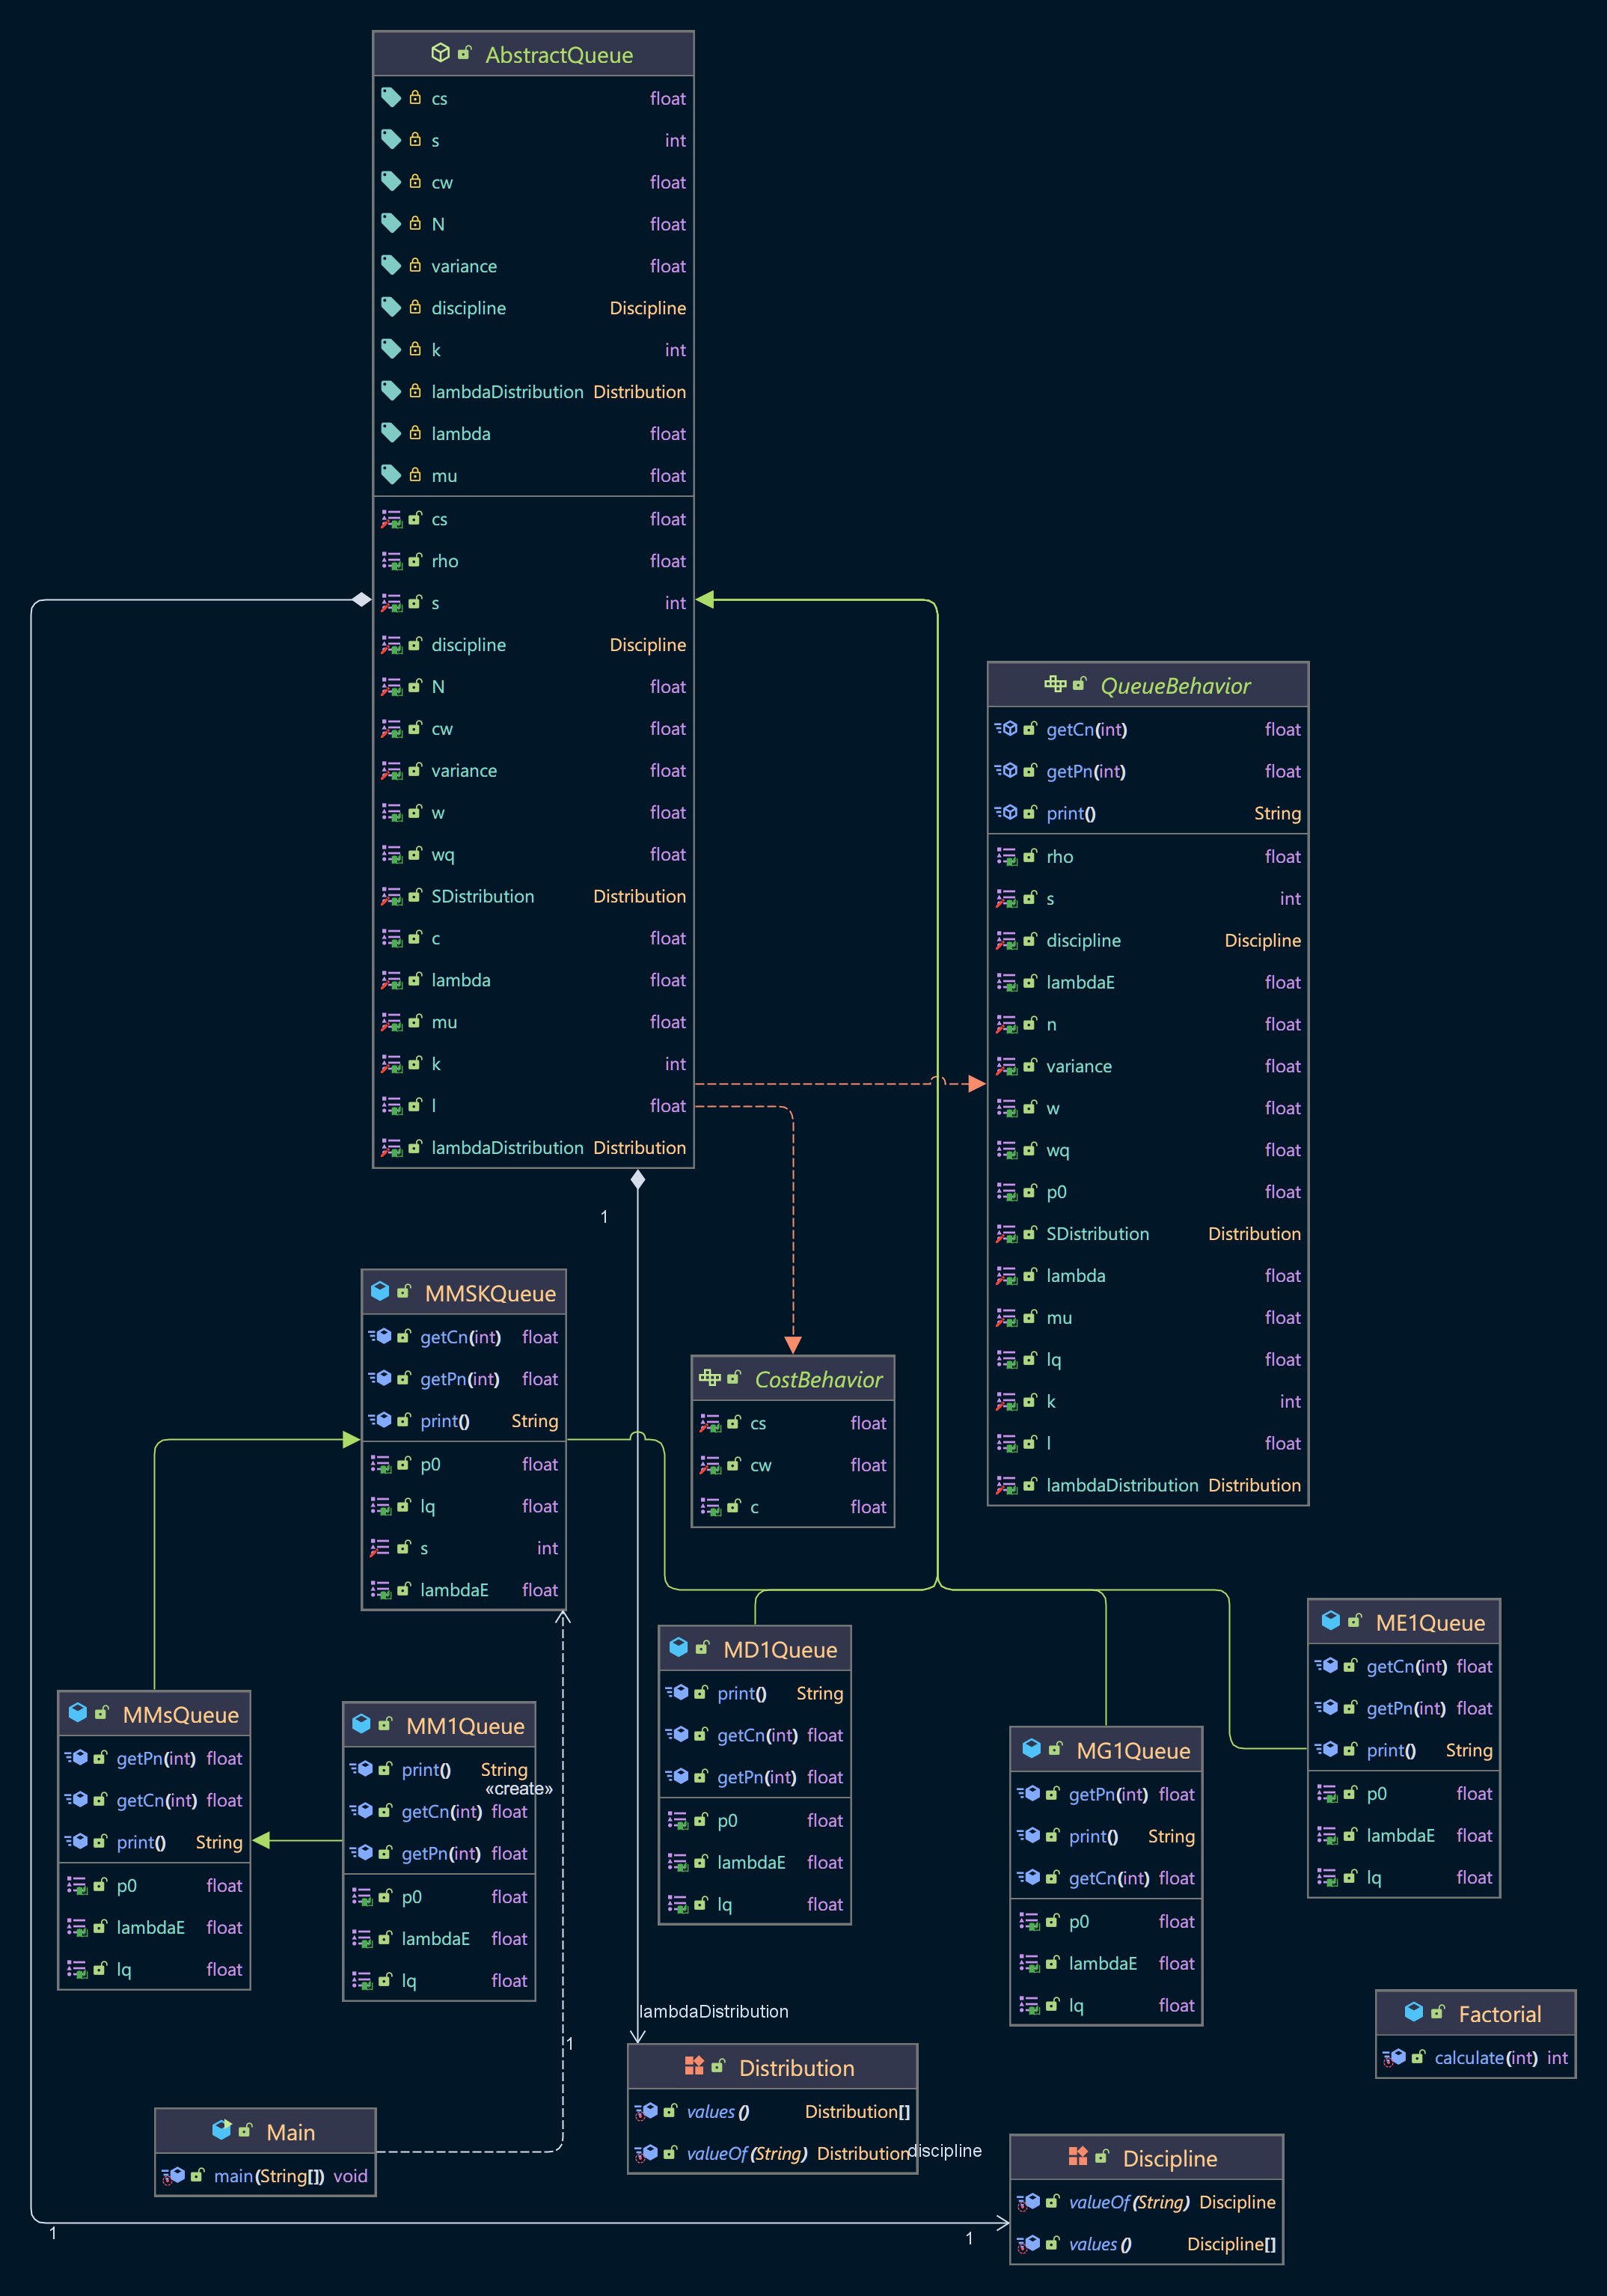 AbstractQueue
cs float
s int
cw float
N float
variance float
discipline Discipline
k int
lambdaDistribution Distribution
lambda float
mu float
cs float
rho float
s int
discipline Discipline
N float
cw float
variance float
w float
wq float
SDistribution Distribution
c float
lambda float
mu float
k int
l float
lambdaDistribution Distribution
QueueBehavior
getCn(int) float
getPn(int) float
print() String
rho float
s int
discipline Discipline
lambdaE float
n float
variance float
w float
wq float
p0 float
SDistribution Distribution
lambda float
mu float
lq float
k int
l float
lambdaDistribution Distribution
1
MMSKQueue
getCn(int) float
getPn(int) float
print() String
p0 float
lq float
s int
lambdaE float
CostBehavior
cs float
cw float
c float
MMsQueue
getPn(int) float
getCn(int) float
print() String
p0 float
lambdaE float
lq float
MM1Queue
print() String
«create»
getCn(int) float
getPn(int) float
p0 float
lambdaE float
lq float
MD1Queue
print() String
getCn(int) float
getPn(int) float
p0 float
lambdaE float
lq float
MG1Queue
getPn(int) float
print() String
getCn(int) float
p0 float
lambdaE float
lq float
ME1Queue
getCn(int) float
getPn(int) float
print() String
p0 float
lambdaE float
lq float
Factorial
calculate(int) int
lambdaDistribution
1
Distribution
values() Distribution[]
valueOf(String) Distribution
discipline
Main
main(String[]) void
Discipline
valueOf(String) Discipline
values() Discipline[]
1
1